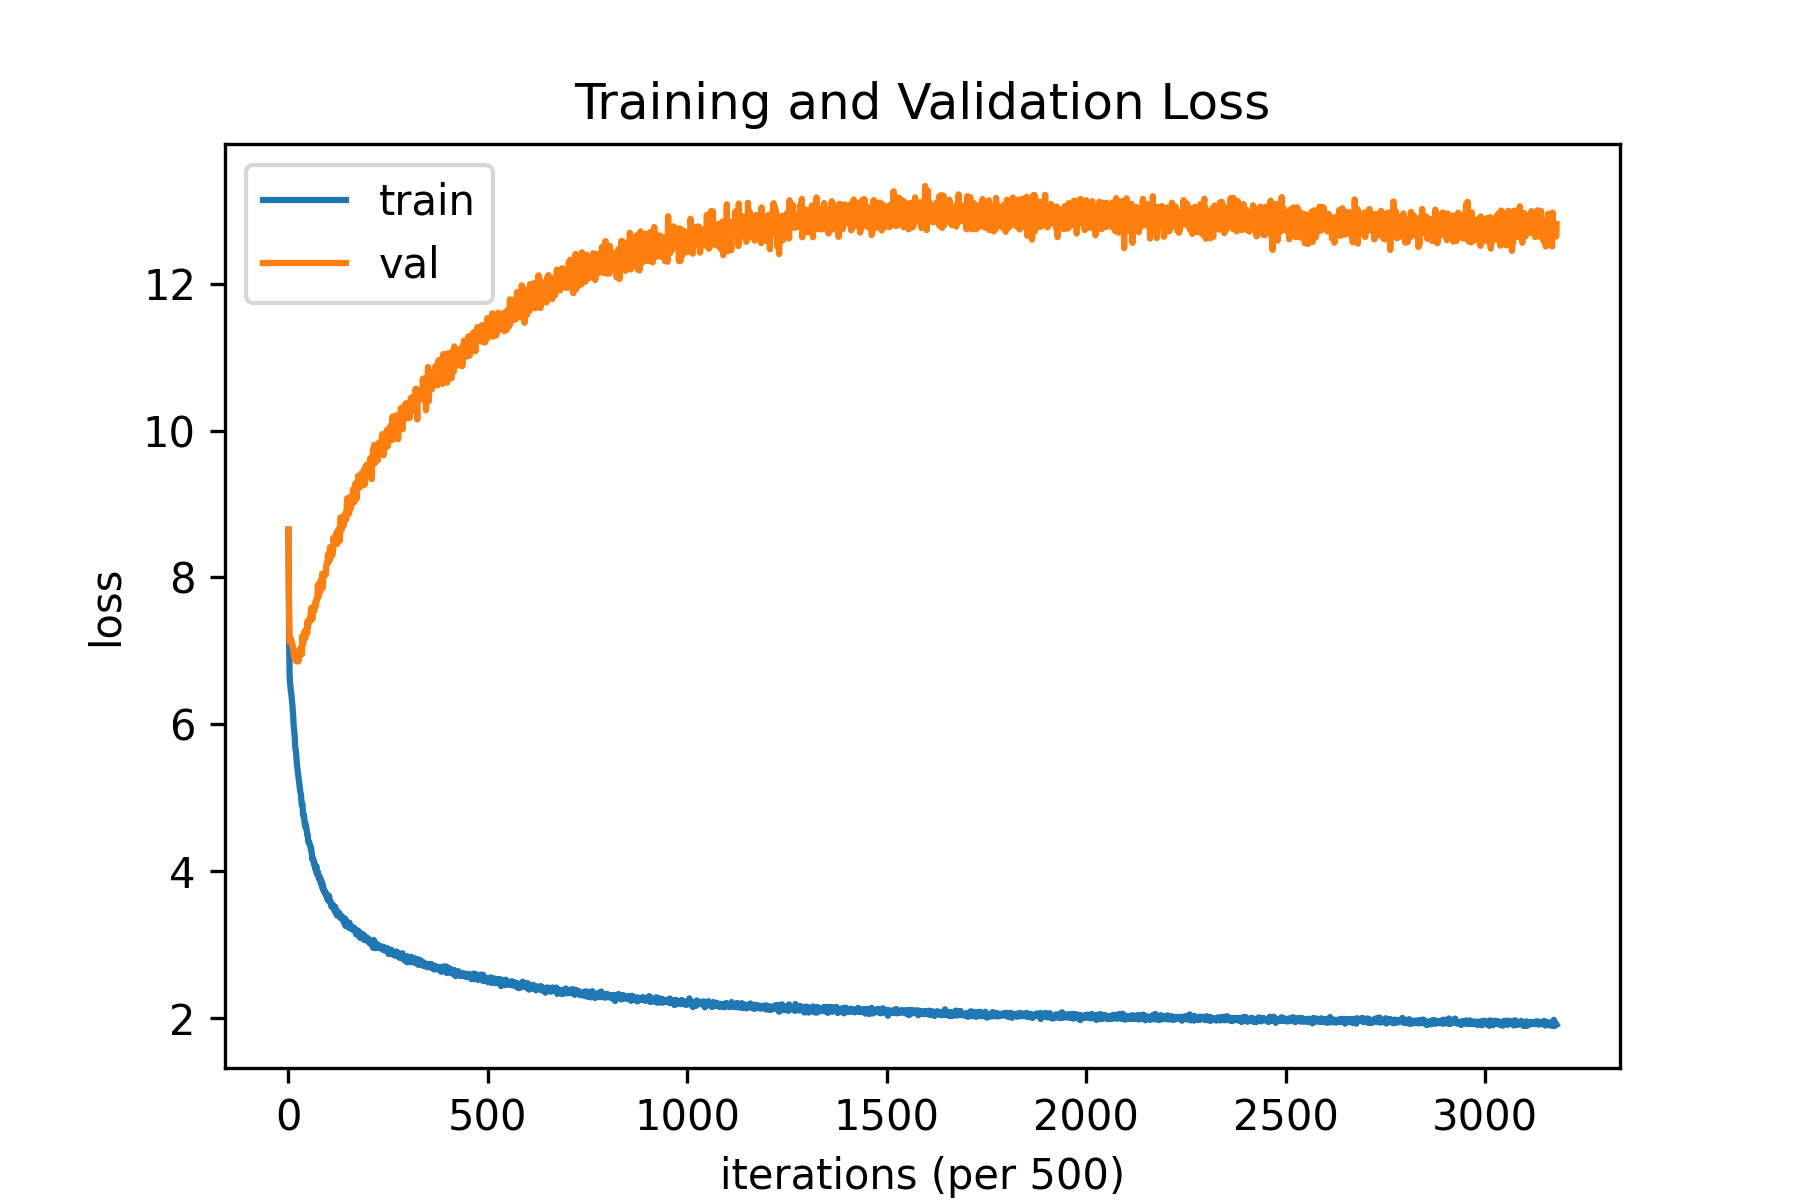 Training and Validation Loss
train
val
12
10
8
6
4
2
loss
0 500 1000 1500 2000 2500 3000
iterations (per 500)